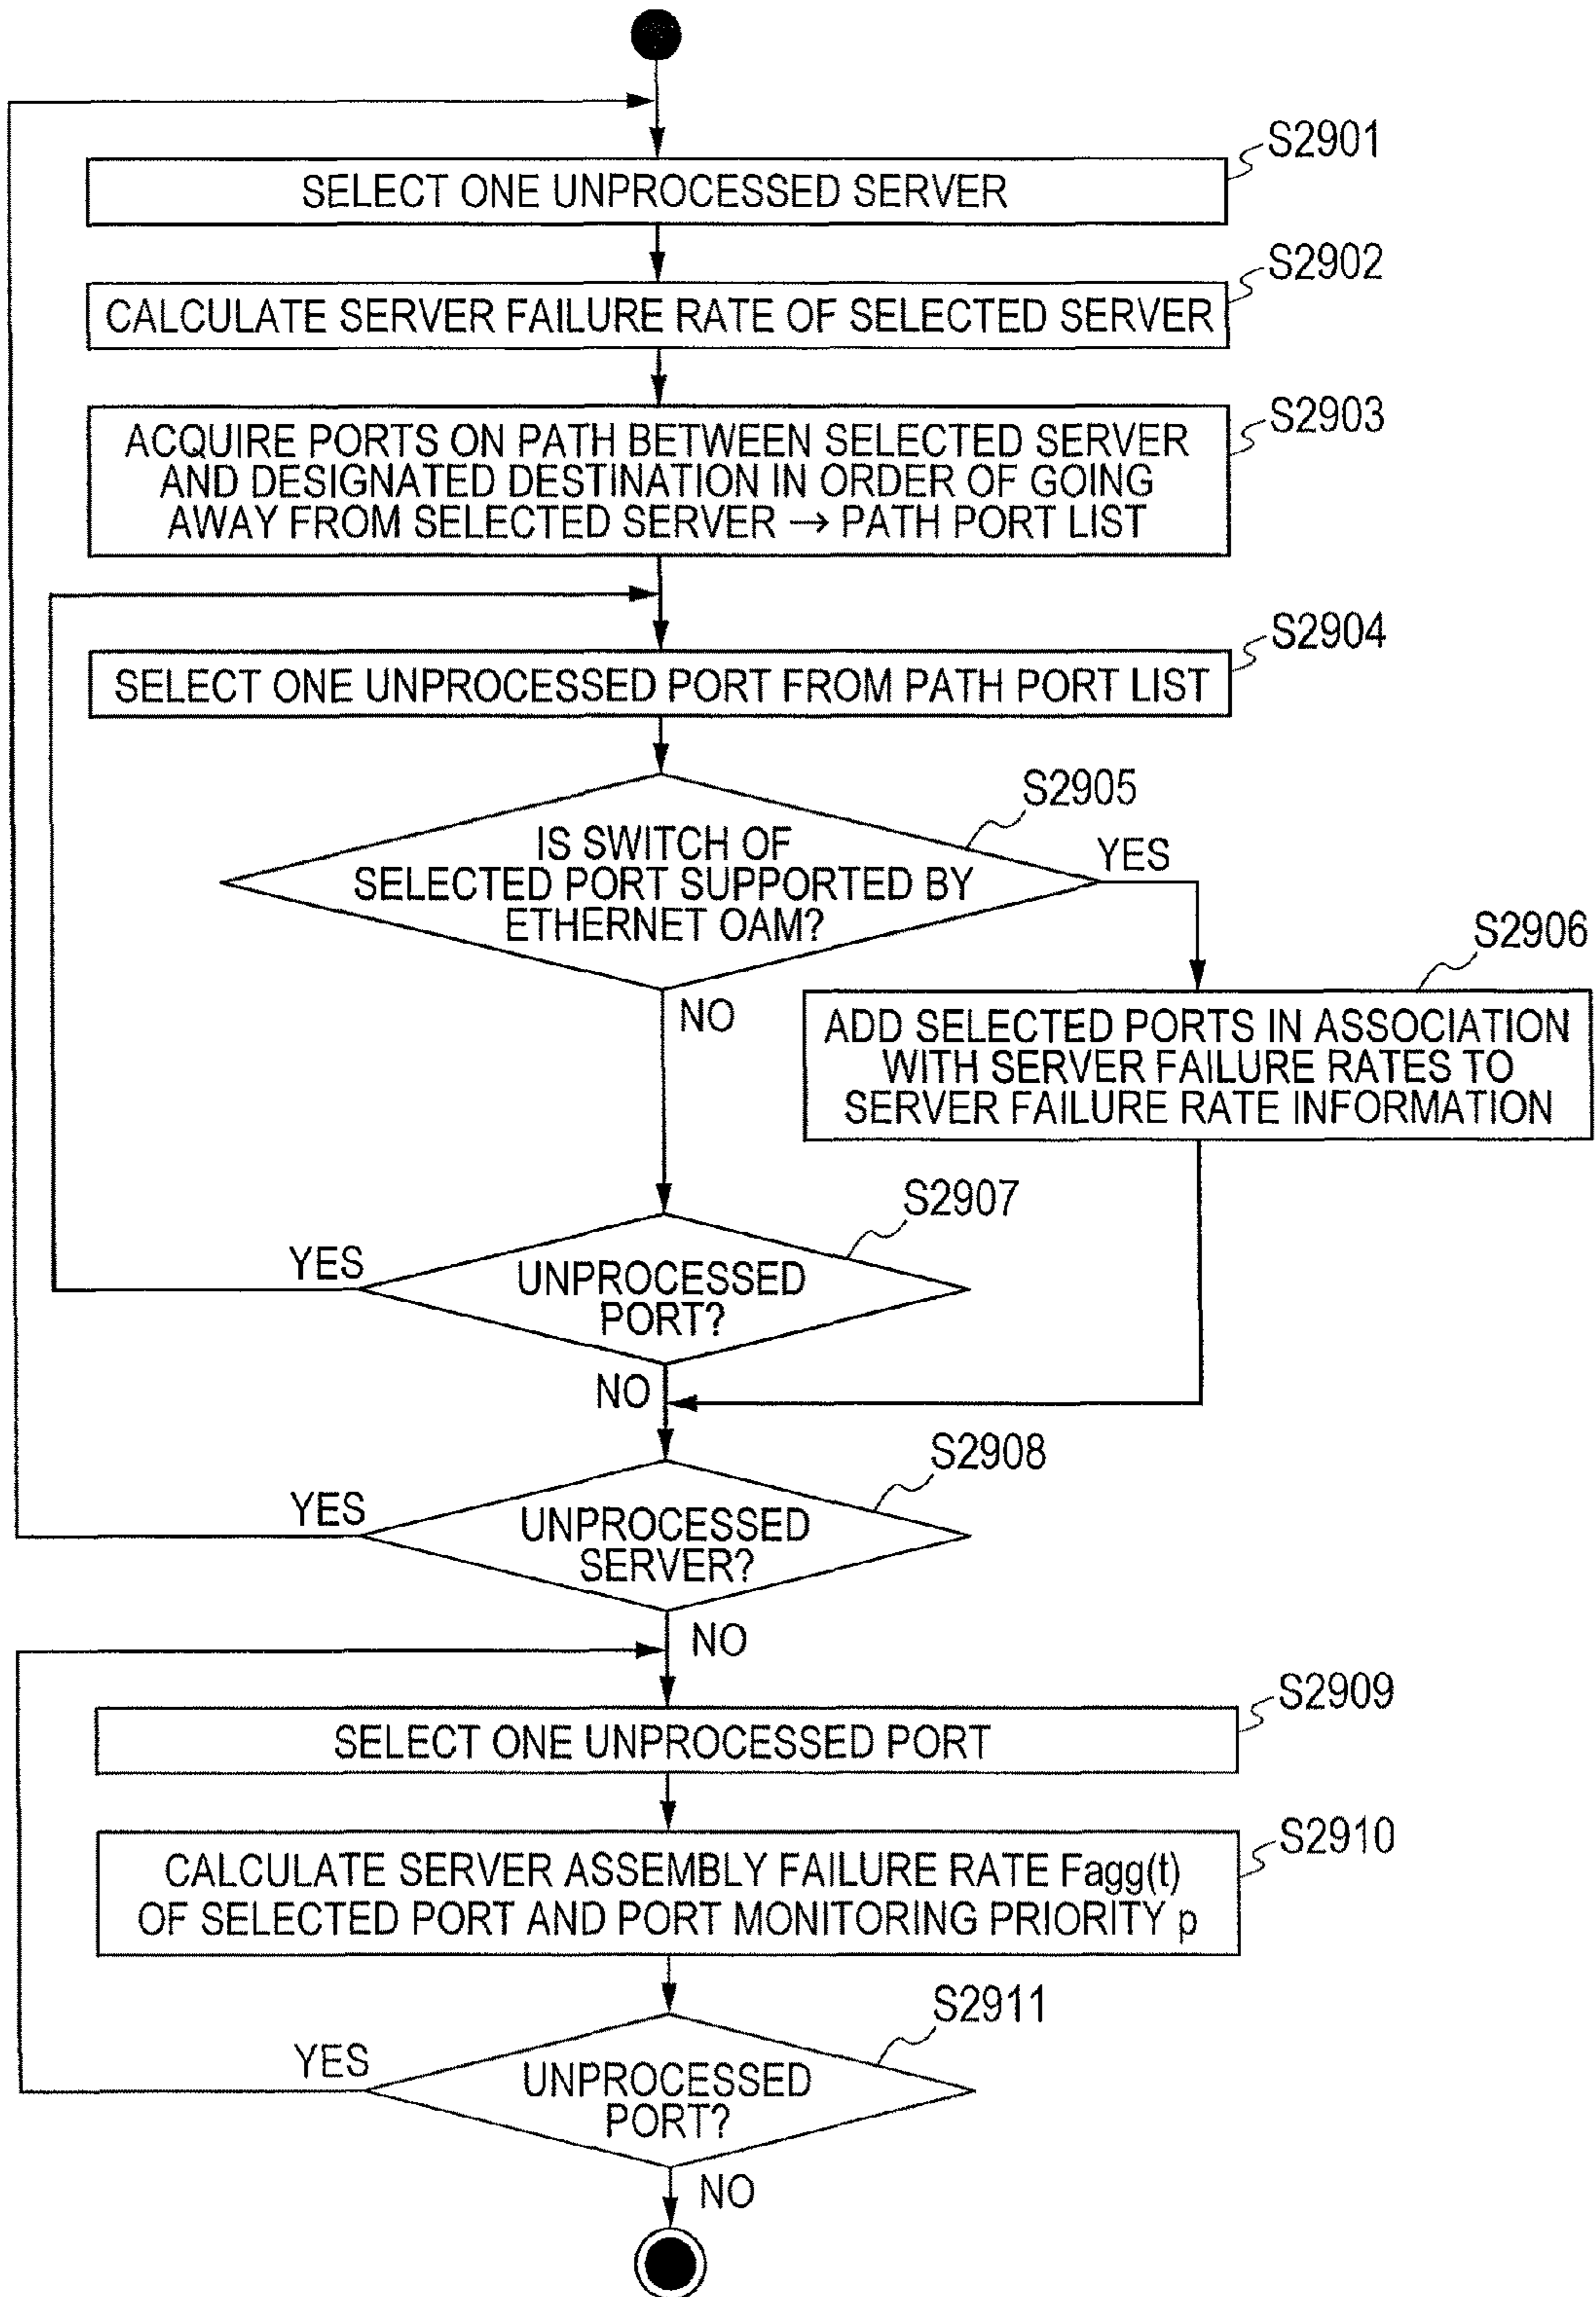 S2901
SELECT ONE UNPROCESSED SERVER
S2902
CALCULATE SERVER FAILURE RATE OF SELECTED SERVER
S2903
ACQUIRE PORTS ON PATH BETWEEN SELECTED SERVER
AND DESIGNATED DESTINATION IN ORDER OF GOING
AWAY FROM SELECTED SERVER → PATH PORT LIST
S2904
SELECT ONE UNPROCESSED PORT FROM PATH PORT LIST
S2905
IS SWITCH OF
SELECTED PORT SUPPORTED BY
ETHERNET OAM?
YES
NO
S2906
ADD SELECTED PORTS IN ASSOCIATION
WITH SERVER FAILURE RATES TO
SERVER FAILURE RATE INFORMATION
S2907
YES
UNPROCESSED
PORT?
NO
S2908
YES
UNPROCESSED
SERVER?
NO
S2909
SELECT ONE UNPROCESSED PORT
S2910
CALCULATE SERVER ASSEMBLY FAILURE RATE Fagg(t)
OF SELECTED PORT AND PORT MONITORING PRIORITY p
S2911
YES
UNPROCESSED
PORT?
NO